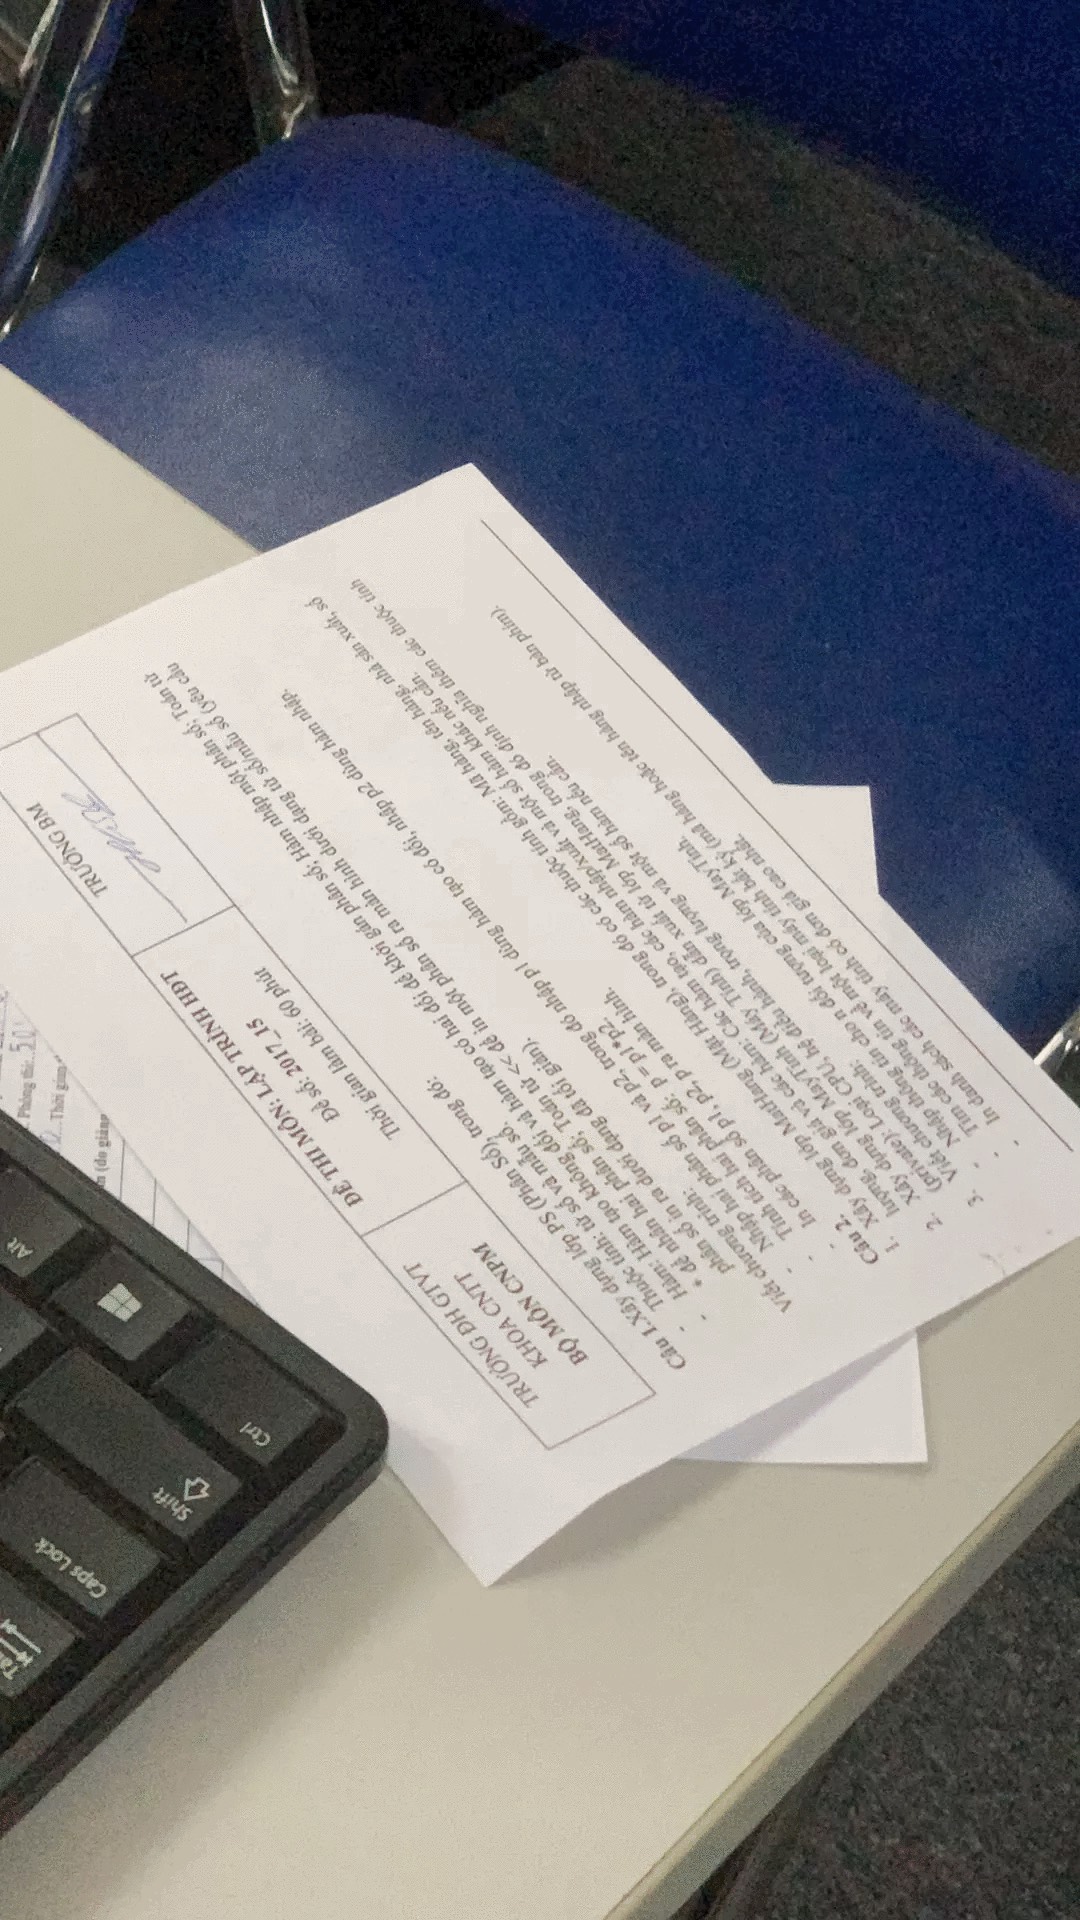 Tab
Caps Lock
Shift
Ctrl
Alt
Phòng thi: 50
Thời gian
m (do giảng
TRƯỜNG ĐH GTVT
KHOA CNTT
BỘ MÔN CNPM
ĐỀ THI MÔN: LẬP TRÌNH HĐT
Đề số: 2017_15
Thời gian làm bài: 60 phút
TRƯỞNG BM
Câu 1. Xây dựng lớp PS (Phân Số), trong đó:
- Thuộc tính: tử số và mẫu số.
- Hàm: Hàm tạo không đối và hàm tạo có hai đối để khởi gán phân số; Hàm nhập một phân số; Toán tử
* để nhân hai phân số; Toán tử << để in một phân số ra màn hình dưới dạng tử số/mẫu số (yêu cầu
phân số in ra dưới dạng đã tối giản).
Viết chương trình:
- Nhập hai phân số p1 và p2, trong đó nhập p1 dùng hàm tạo có đối, nhập p2 dùng hàm nhập.
- Tính tích hai phân số: p = p1*p2.
- In các phân số p1, p2, p ra màn hình.
Câu 2.
1. Xây dựng lớp MatHang (Mặt Hàng), trong đó có các thuộc tính gồm: Mã hàng, tên hàng, nhà sản xuất, số
lượng, đơn giá và các hàm: Các hàm tạo, các hàm nhập/xuất và một số hàm khác nếu cần.
2. Xây dựng lớp MayTinh (Máy Tính) dẫn xuất từ lớp MatHang, trong đó định nghĩa thêm các thuộc tính
(private): Loại CPU, hệ điều hành, trọng lượng và một số hàm nếu cần.
3. Viết chương trình:
- Nhập thông tin cho n đối tượng của lớp MayTinh.
- Tìm các thông tin về một loại máy tính bất kỳ (mã hàng hoặc tên hàng nhập từ bàn phím).
- In danh sách các máy tính có đơn giá cao nhất.